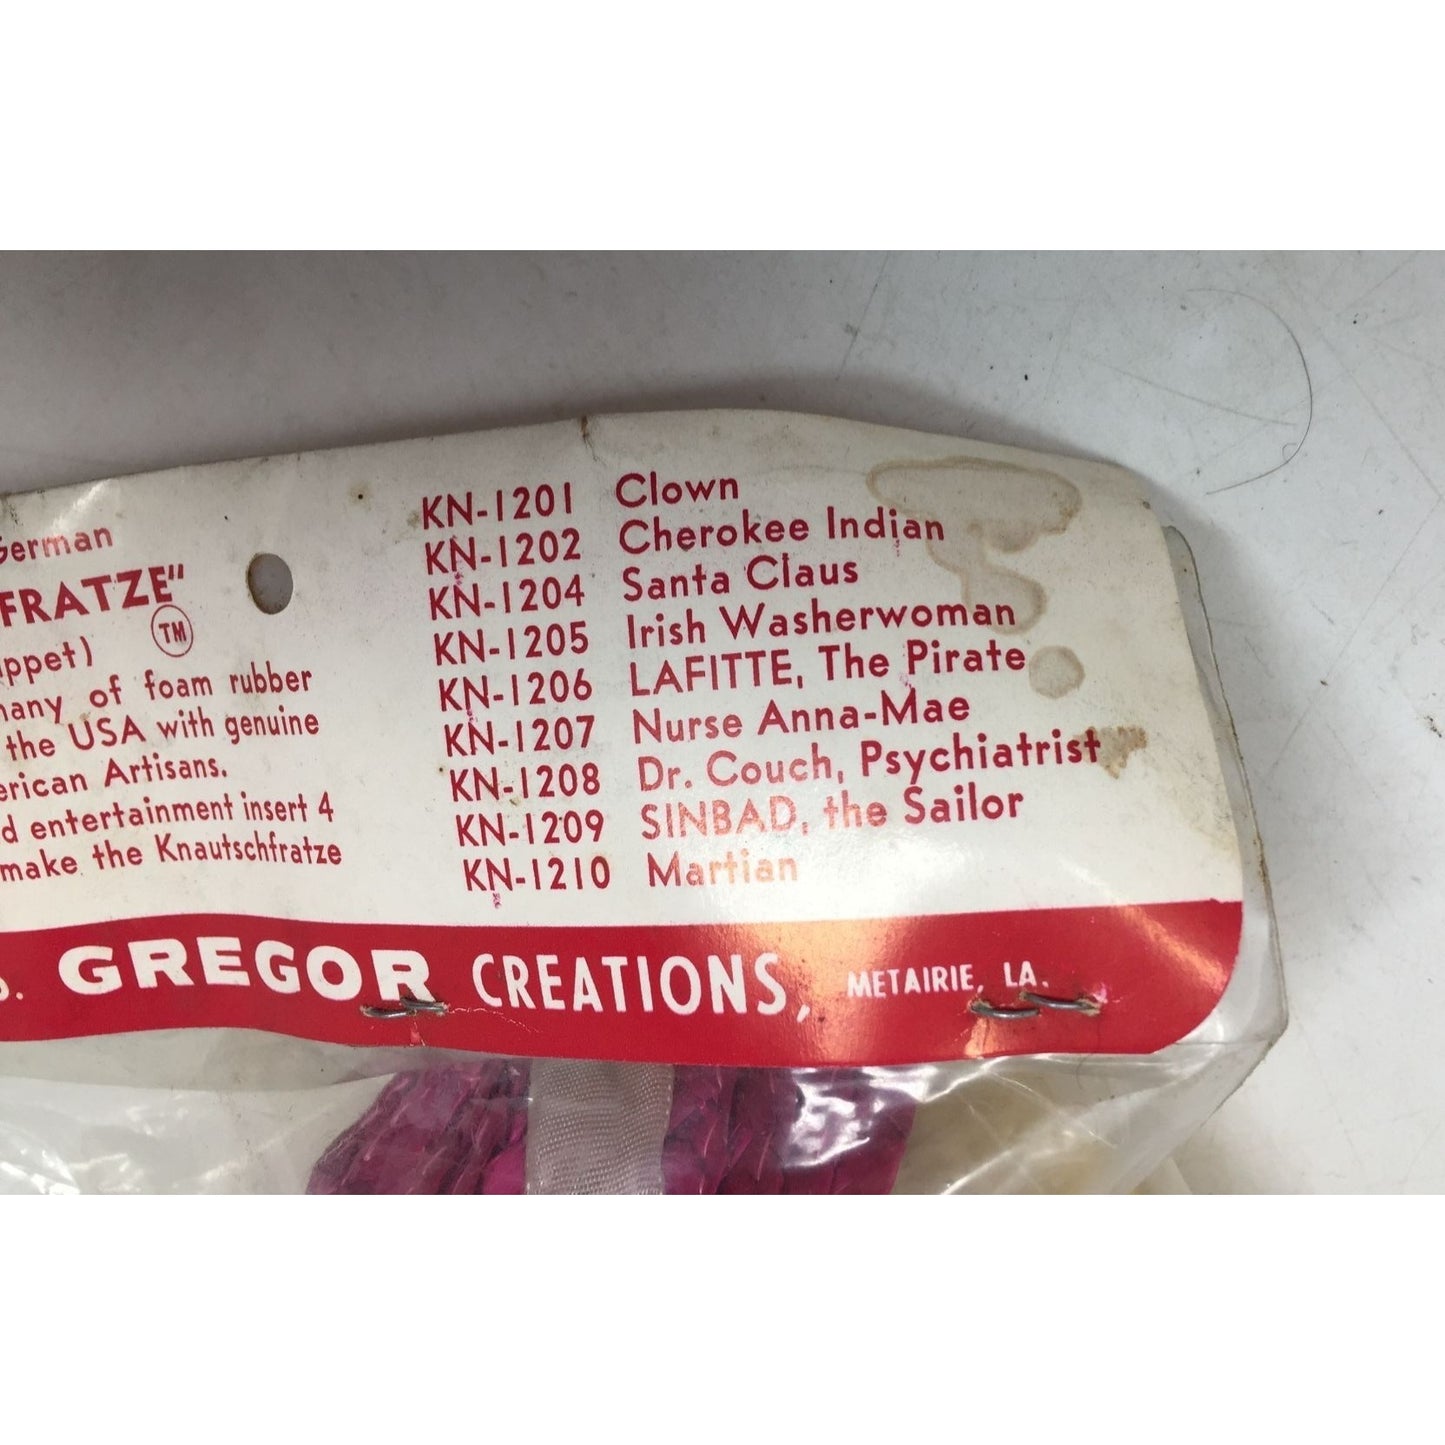 German
FRATZE"
TM
of foam rubber
the USA with genuine
Artisans.
entertainment insert 4
make the Knautschfratze
KN-1201 Clown
KN-1202 Cherokee Indian
KN-1204 Santa Claus
KN-1205 Irish Washerwoman
KN-1206 LAFITTE, The Pirate
KN-1207 Nurse Anna-Mae
KN-1208 Dr. Couch, Psychiatrist
KN-1209 SINBAD, the Sailor
KN-1210 Martian
GREGOR CREATIONS, METAIRIE, LA.